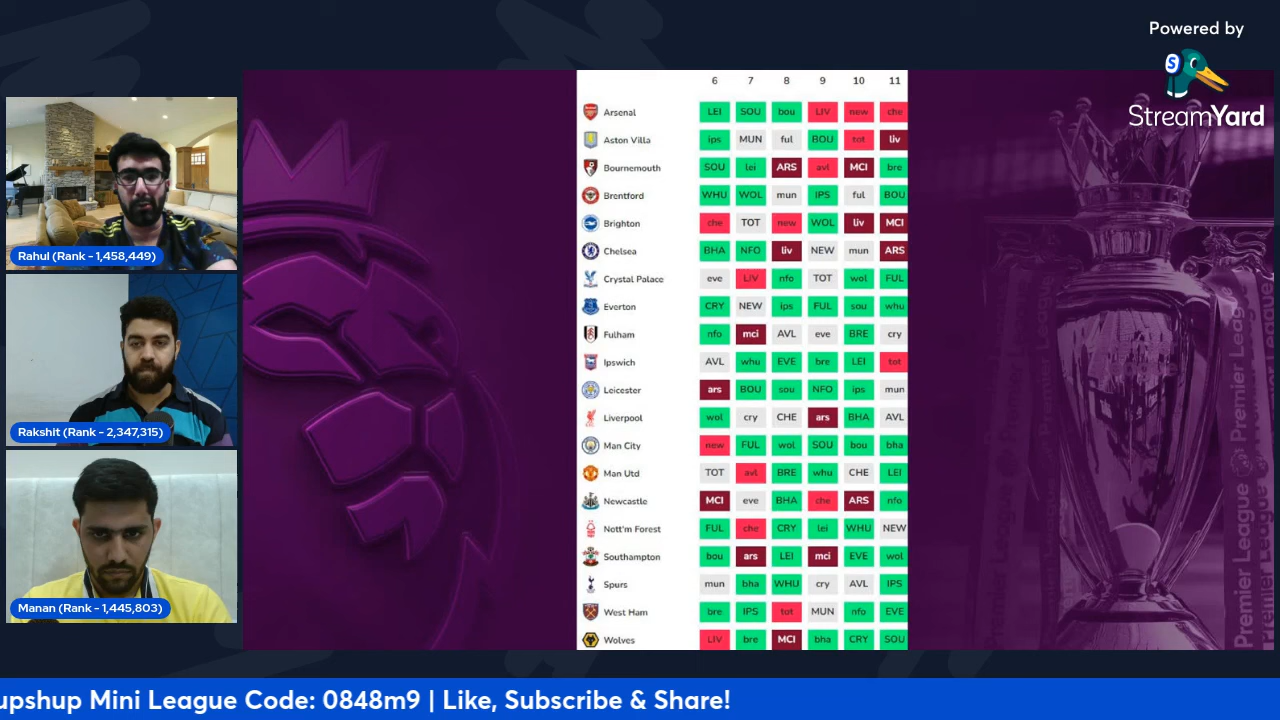 Powered by
StreamYard
Rahul (Rank - 1,458,449)
Rakshit (Rank - 2,347,315)
Manan (Rank - 1,445,803)
6 7 8 9 10 11
Arsenal LEI SOU bou LIV new che
Aston Villa ips MUN ful BOU tot liv
Bournemouth SOU lei ARS avl MCI bre
Brentford WHU WOL mun IPS ful BOU
Brighton che TOT new WOL liv MCI
Chelsea BHA NFO liv NEW mun ARS
Crystal Palace eve LIV nfo TOT wol FUL
Everton CRY NEW ips FUL sou whu
Fulham nfo mci AVL eve BRE cry
Ipswich AVL whu EVE bre LEI tot
Leicester ars BOU sou NFO ips mun
Liverpool wol cry CHE ars BHA AVL
Man City new FUL wol SOU bou bha
Man Utd TOT avl BRE whu CHE LEI
Newcastle MCI eve BHA che ARS nfo
Nott'm Forest FUL che CRY lei WHU NEW
Southampton bou ars LEI mci EVE wol
Spurs mun bha WHU cry AVL IPS
West Ham bre IPS tot MUN nfo EVE
Wolves LIV bre MCI bha CRY SOU
Premier League
Premier League
upshup Mini League Code: 0848m9 | Like, Subscribe & Share!